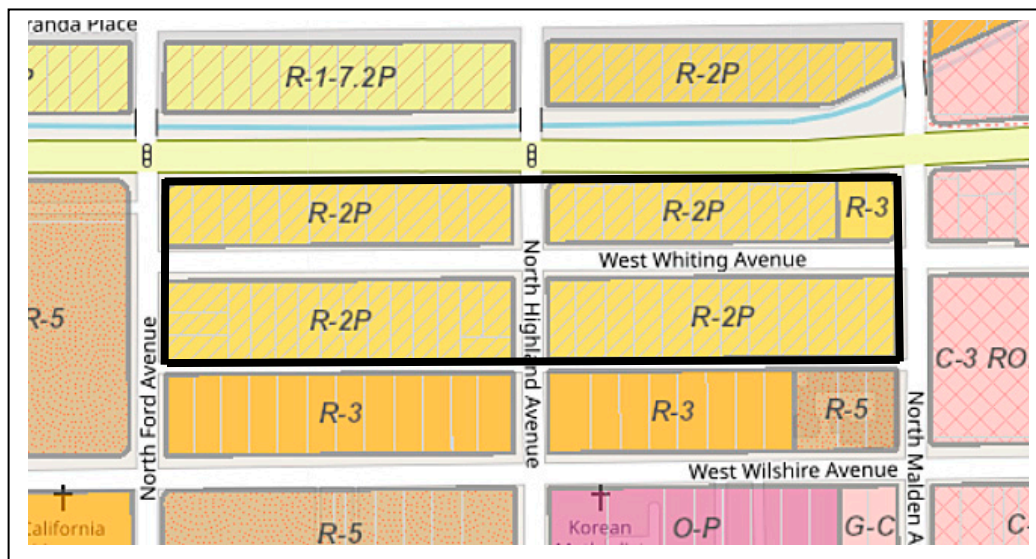 randa Place
P
R-1-7.2P
R-2P
R-2P
R-2P
R-3
West Whiting Avenue
R-5
R-2P
R-2P
C-3 RO
North Ford Avenue
North Highland Avenue
R-3
R-3
R-5
North Malden A
West Wilshire Avenue
California
R-5
Korean
O-P
G-C
C-